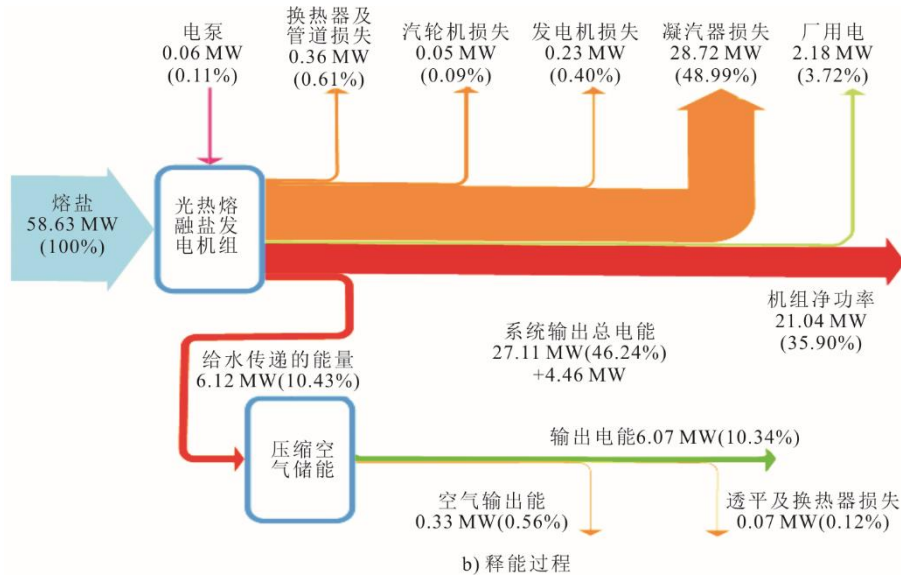 电泵
0.06 MW
(0.11%)
换热器及
管道损失
0.36 MW
(0.61%)
汽轮机损失
0.05 MW
(0.09%)
发电机损失
0.23 MW
(0.40%)
凝汽器损失
28.72 MW
(48.99%)
厂用电
2.18 MW
(3.72%)
熔盐
58.63 MW
(100%)
光热熔
融盐发
电机组
机组净功率
21.04 MW
(35.90%)
系统输出总电能
27.11 MW(46.24%)
+4.46 MW
给水传递的能量
6.12 MW(10.43%)
压缩空
气储能
输出电能6.07 MW(10.34%)
空气输出能
0.33 MW(0.56%)
透平及换热器损失
0.07 MW(0.12%)
b) 释能过程